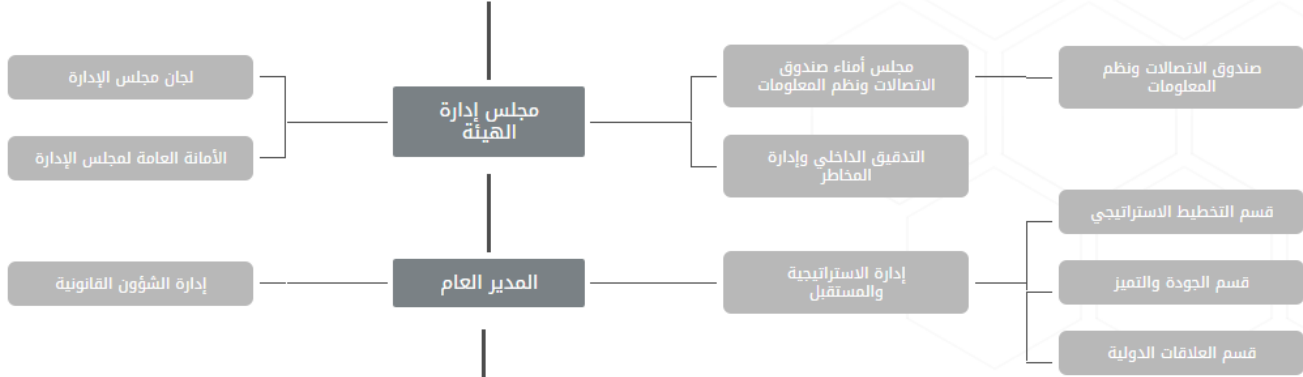 مجلس أمناء صندوق
الاتصالات ونظم المعلومات
صندوق الاتصالات ونظم
المعلومات
لجان مجلس الإدارة
مجلس إدارة
الهيئة
الأمانة العامة لمجلس الإدارة
التدقيق الداخلي وإدارة
المخاطر
قسم التخطيط الاستراتيجي
إدارة الاستراتيجية
والمستقبل
المدير العام
إدارة الشؤون القانونية
قسم الجودة والتميز
قسم العلاقات الدولية